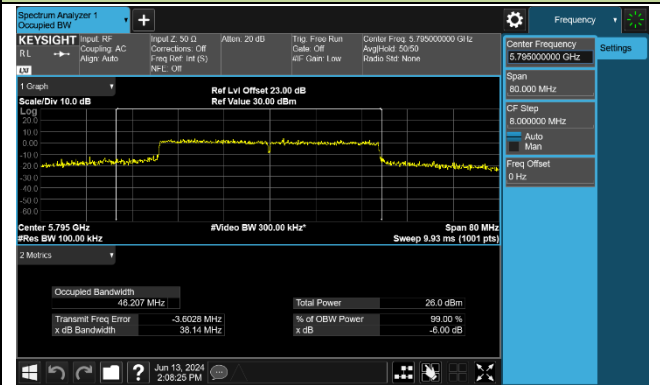 Spectrum Analyzer 1
Occupied BW
Frequency
KEYSIGHT
RL
LXI
Input: RF
Coupling: AC
Align: Auto
Input Z: 50 Ω
Corrections: Off
Freq Ref: Int (S)
NFE: Off
Atten: 20 dB
Trig: Free Run
Gate: Off
#IF Gain: Low
Center Freq: 5.795000000 GHz
Avg|Hold: 50/50
Radio Std: None
Center Frequency
5.795000000 GHz
Settings
Span
80.000 MHz
CF Step
8.000000 MHz
Auto
Man
Freq Offset
0 Hz
1 Graph
Scale/Div 10.0 dB
Ref Lvl Offset 23.00 dB
Ref Value 30.00 dBm
Log
20.0
10.0
0.00
-10.0
-20.0
-30.0
-40.0
-50.0
-60.0
Center 5.795 GHz
#Res BW 100.00 kHz
#Video BW 300.00 kHz*
Span 80 MHz
Sweep 9.93 ms (1001 pts)
2 Metrics
Occupied Bandwidth
46.207 MHz
Total Power 26.0 dBm
Transmit Freq Error -3.6028 MHz
% of OBW Power 99.00 %
x dB Bandwidth 38.14 MHz
x dB -6.00 dB
?
Jun 13, 2024
2:08:25 PM